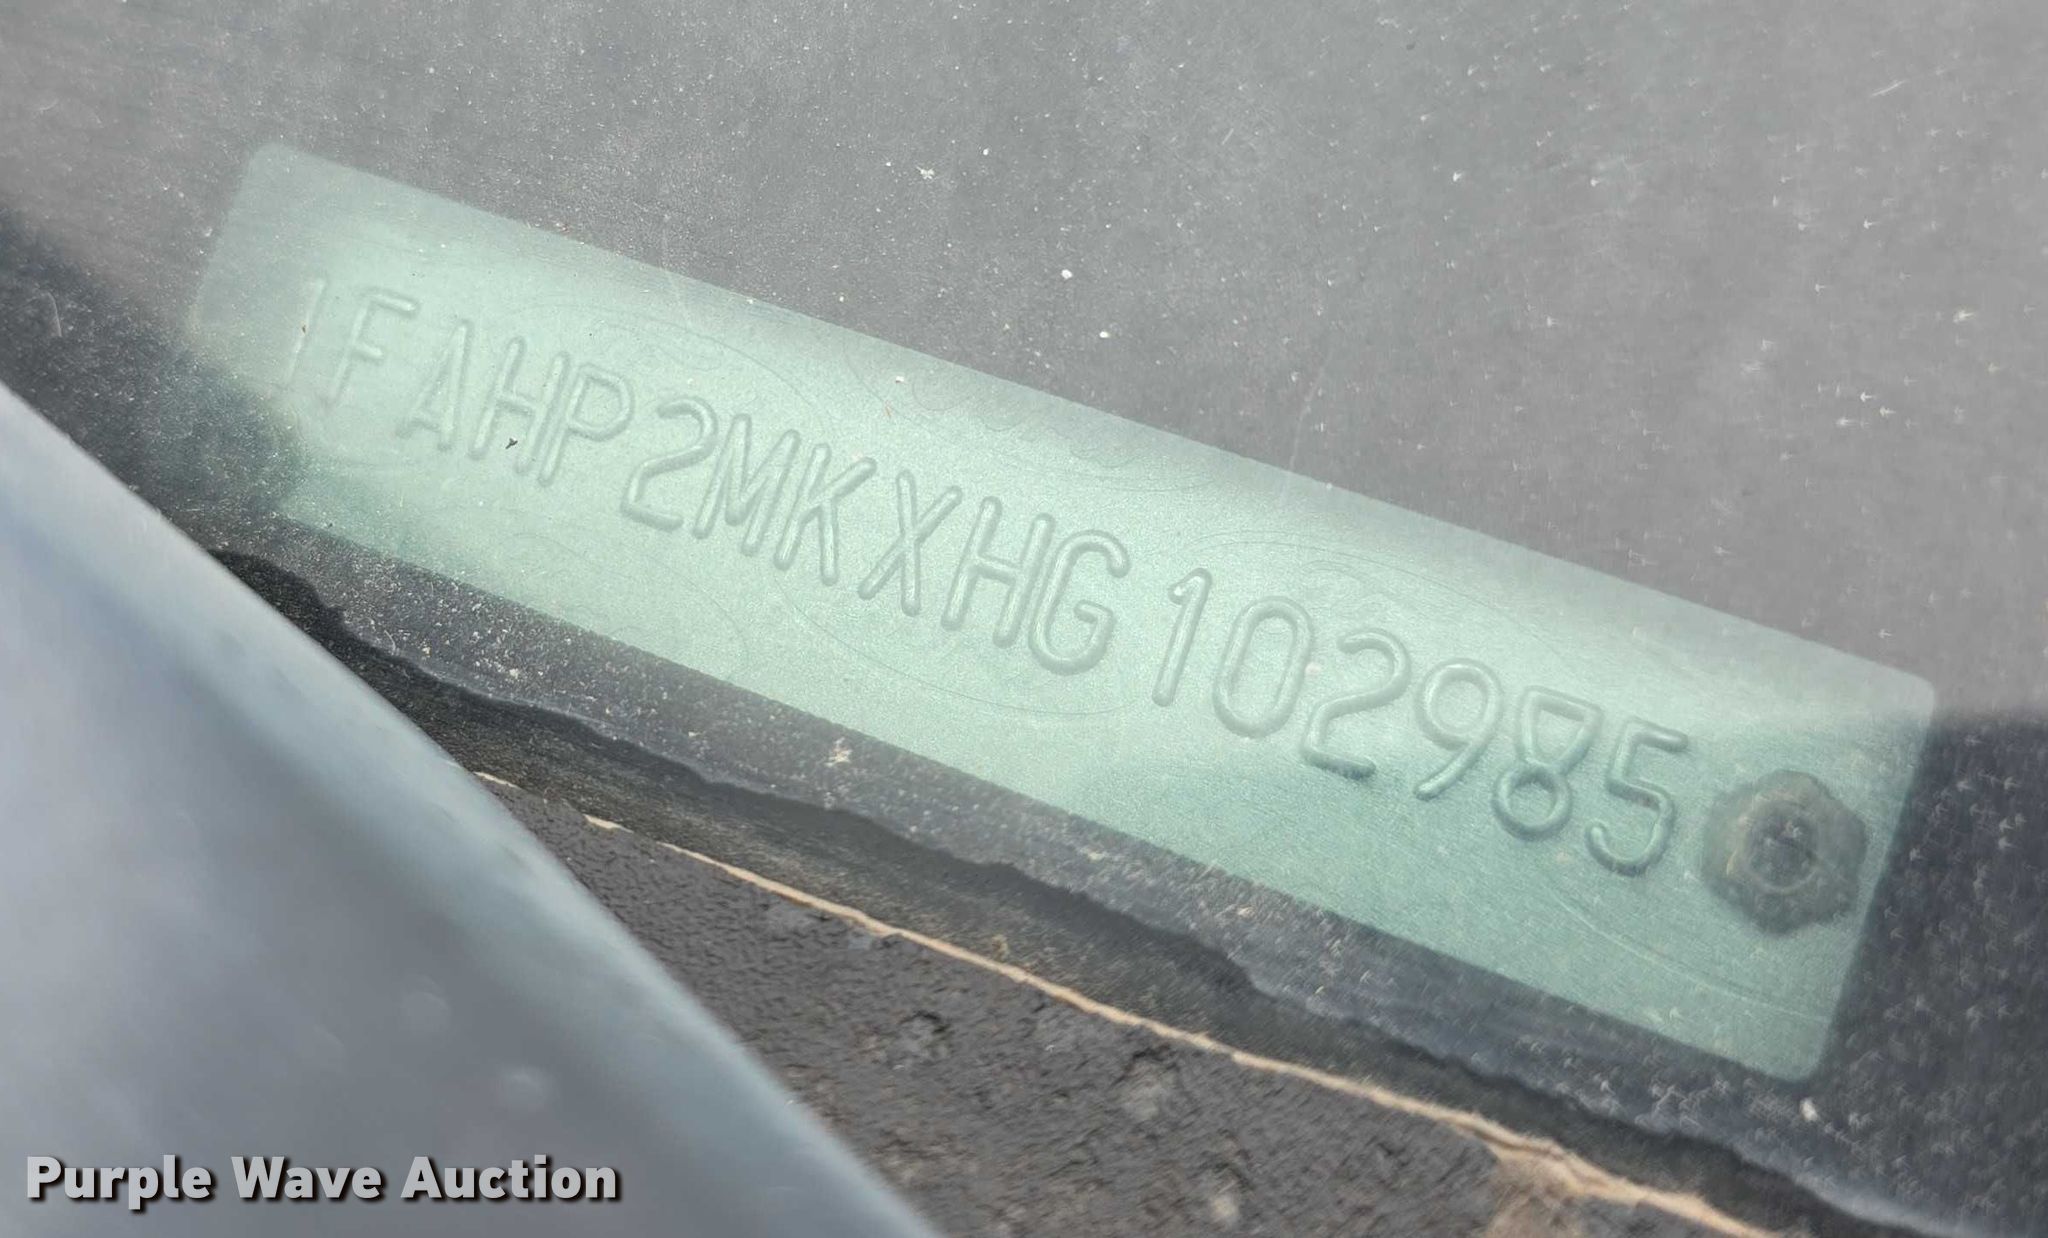 1FAHP2MKXHG102985
Purple Wave Auction